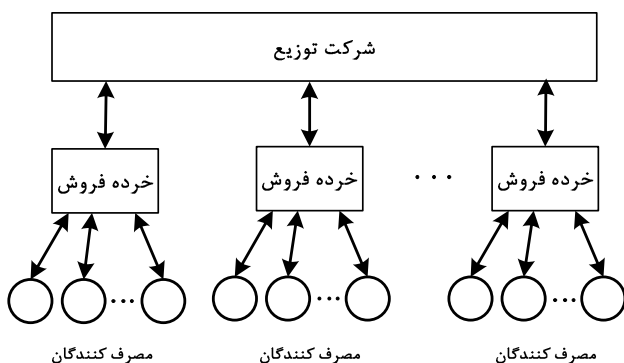 شرکت توزیع
خرده فروش
خرده فروش
. . .
خرده فروش
...
...
...
مصرف کنندگان
مصرف کنندگان
مصرف کنندگان